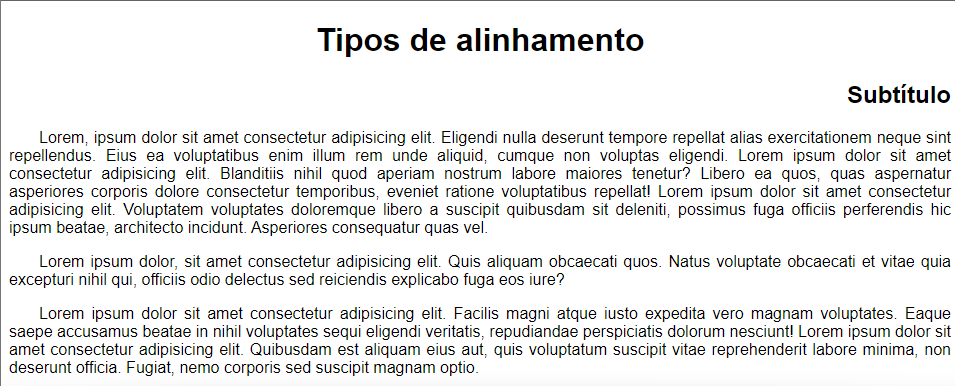 Tipos de alinhamento
Subtítulo
Lorem, ipsum dolor sit amet consectetur adipisicing elit. Eligendi nulla deserunt tempore repellat alias exercitationem neque sint
repellendus. Eius ea voluptatibus enim illum rem unde aliquid, cumque non voluptas eligendi. Lorem ipsum dolor sit amet
consectetur adipisicing elit. Blanditiis nihil quod aperiam nostrum labore maiores tenetur? Libero ea quos, quas aspernatur
asperiores corporis dolore consectetur temporibus, eveniet ratione voluptatibus repellat! Lorem ipsum dolor sit amet consectetur
adipisicing elit. Voluptatem voluptates doloremque libero a suscipit quibusdam sit deleniti, possimus fuga officiis perferendis hic
ipsum beatae, architecto incidunt. Asperiores consequatur quas vel.
Lorem ipsum dolor, sit amet consectetur adipisicing elit. Quis aliquam obcaecati quos. Natus voluptate obcaecati et vitae quia
excepturi nihil qui, officiis odio delectus sed reiciendis explicabo fuga eos iure?
Lorem ipsum dolor sit amet consectetur adipisicing elit. Facilis magni atque iusto expedita vero magnam voluptates. Eaque
saepe accusamus beatae in nihil voluptates sequi eligendi veritatis, repudiandae perspiciatis dolorum nesciunt! Lorem ipsum dolor sit
amet consectetur adipisicing elit. Quibusdam est aliquam eius aut, quis voluptatum suscipit vitae reprehenderit labore minima, non
deserunt officia. Fugiat, nemo corporis sed suscipit magnam optio.